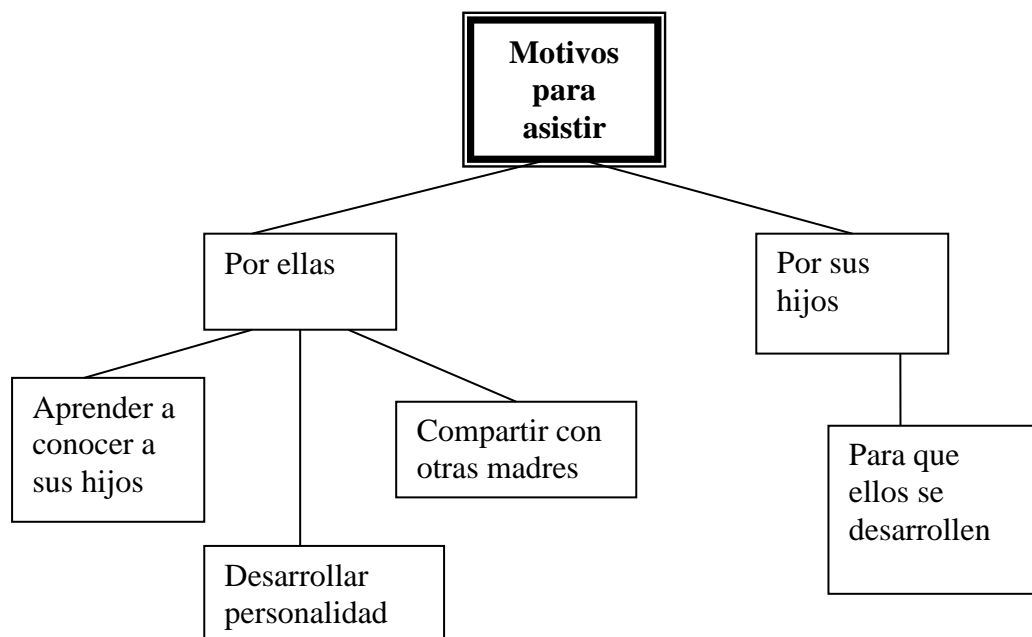 Motivos
para
asistir
Por ellas
Por sus
hijos
Aprender a
conocer a
sus hijos
Compartir con
otras madres
Para que
ellos se
desarrollen
Desarrollar
personalidad